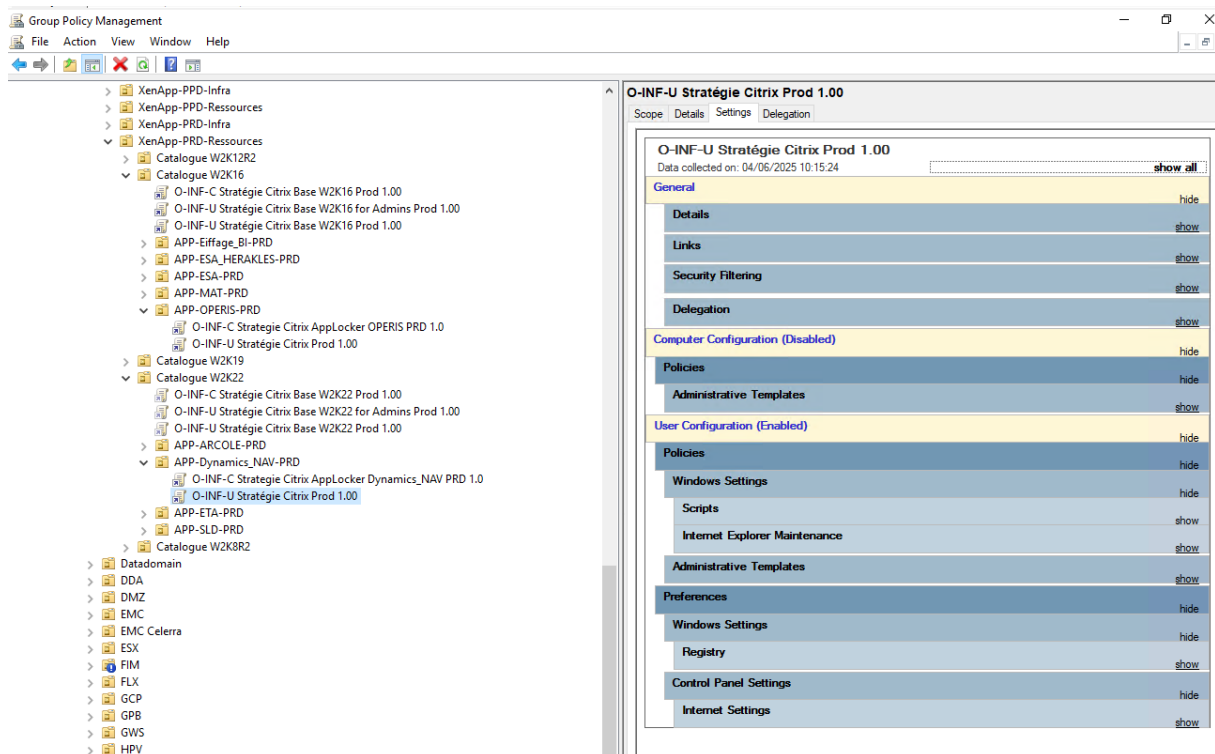 Group Policy Management
File Action View Window Help
XenApp-PPD-Infra
XenApp-PPD-Ressources
XenApp-PRD-Infra
XenApp-PRD-Ressources
Catalogue W2K12R2
Catalogue W2K16
O-INF-C Stratégie Citrix Base W2K16 Prod 1.00
O-INF-U Stratégie Citrix Base W2K16 for Admins Prod 1.00
O-INF-U Stratégie Citrix Base W2K16 Prod 1.00
APP-Eiffage_BI-PRD
APP-ESA_HERAKLES-PRD
APP-ESA-PRD
APP-MAT-PRD
APP-OPERIS-PRD
O-INF-C Strategie Citrix AppLocker OPERIS PRD 1.0
O-INF-U Stratégie Citrix Prod 1.00
Catalogue W2K19
Catalogue W2K22
O-INF-C Stratégie Citrix Base W2K22 Prod 1.00
O-INF-U Stratégie Citrix Base W2K22 for Admins Prod 1.00
O-INF-U Stratégie Citrix Base W2K22 Prod 1.00
APP-ARCOLE-PRD
APP-Dynamics_NAV-PRD
O-INF-C Strategie Citrix AppLocker Dynamics_NAV PRD 1.0
O-INF-U Stratégie Citrix Prod 1.00
APP-ETA-PRD
APP-SLD-PRD
Catalogue W2K8R2
Datadomain
DDA
DMZ
EMC
EMC Celerra
ESX
FIM
FLX
GCP
GPB
GWS
HPV
O-INF-U Stratégie Citrix Prod 1.00
Scope Details Settings Delegation
O-INF-U Stratégie Citrix Prod 1.00
Data collected on: 04/06/2025 10:15:24 show all
General hide
Details show
Links show
Security Filtering show
Delegation show
Computer Configuration (Disabled) hide
Policies hide
Administrative Templates show
User Configuration (Enabled) hide
Policies hide
Windows Settings hide
Scripts show
Internet Explorer Maintenance show
Administrative Templates show
Preferences hide
Windows Settings hide
Registry show
Control Panel Settings hide
Internet Settings show